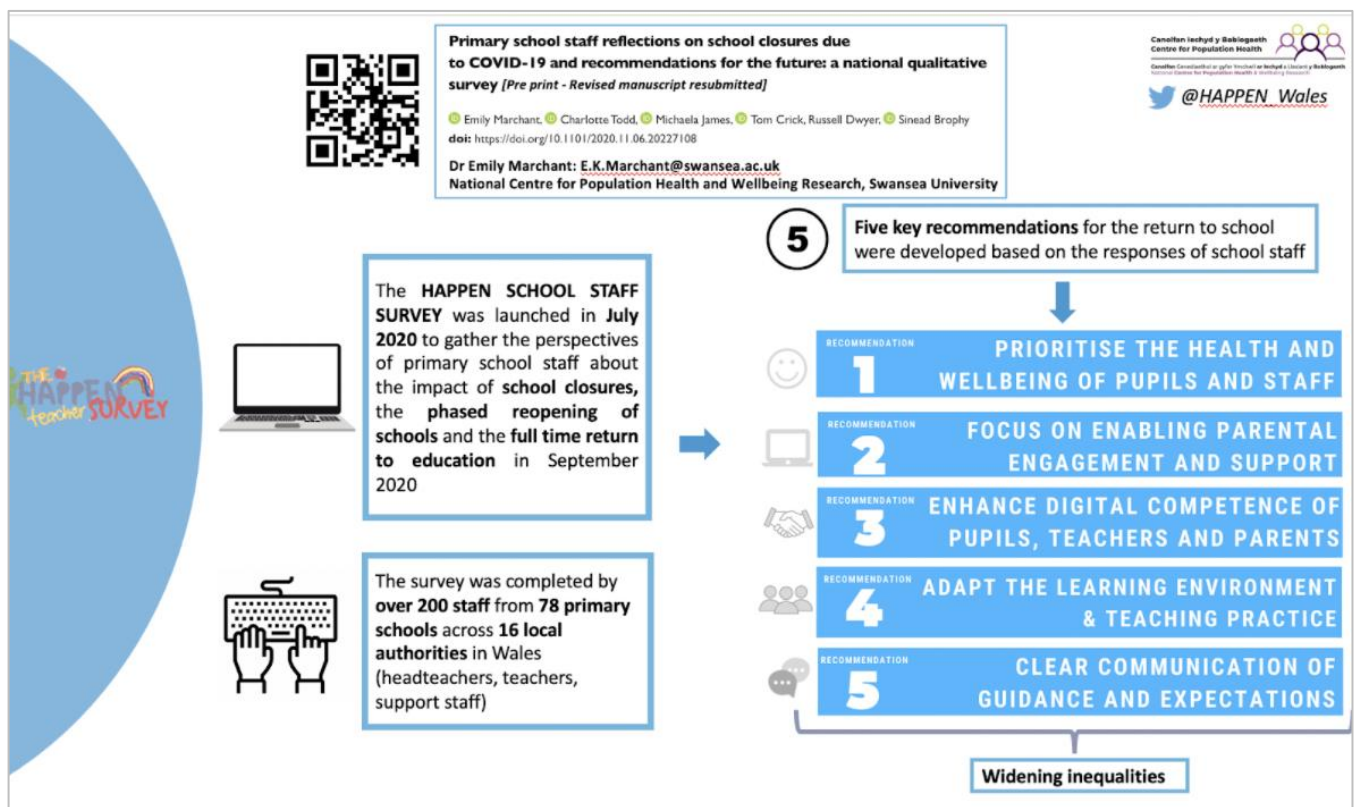 Primary school staff reflections on school closures due
to COVID-19 and recommendations for the future: a national qualitative
survey [Pre print - Revised manuscript resubmitted]
Emily Marchant, Charlotte Todd, Michaela James, Tom Crick, Russell Dwyer, Sinead Brophy
doi: https://doi.org/10.1101/2020.11.06.20227108
Dr Emily Marchant: E.K.Marchant@swansea.ac.uk
National Centre for Population Health and Wellbeing Research, Swansea University
Canolfan Iechyd y Boblogaeth
Centre for Population Health
National Centre for Population Health & Wellbeing Research
@HAPPEN_Wales
THE
HAPPEN
teacher SURVEY
The HAPPEN SCHOOL STAFF
SURVEY was launched in July
2020 to gather the perspectives
of primary school staff about
the impact of school closures,
the phased reopening of
schools and the full time return
to education in September
2020
The survey was completed by
over 200 staff from 78 primary
schools across 16 local
authorities in Wales
(headteachers, teachers,
support staff)
5
Five key recommendations for the return to school
were developed based on the responses of school staff
RECOMMENDATION
1
PRIORITISE THE HEALTH AND
WELLBEING OF PUPILS AND STAFF
RECOMMENDATION
2
FOCUS ON ENABLING PARENTAL
ENGAGEMENT AND SUPPORT
RECOMMENDATION
3
ENHANCE DIGITAL COMPETENCE OF
PUPILS, TEACHERS AND PARENTS
RECOMMENDATION
4
ADAPT THE LEARNING ENVIRONMENT
& TEACHING PRACTICE
RECOMMENDATION
5
CLEAR COMMUNICATION OF
GUIDANCE AND EXPECTATIONS
Widening inequalities